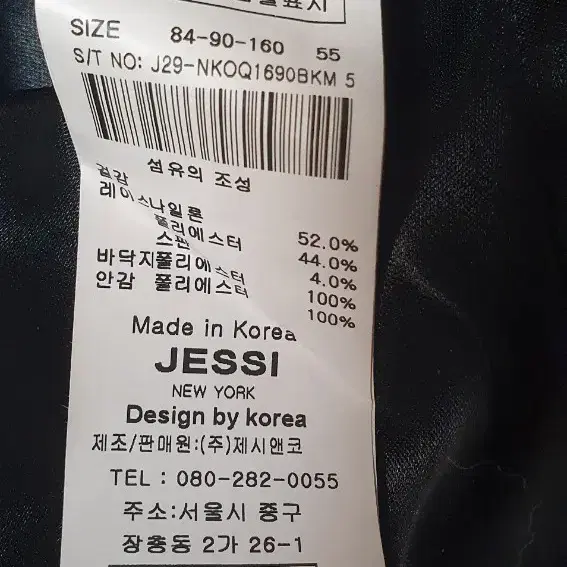 SIZE 84-90-160 55
S/T NO: J29-NKOQ1690BKM 5
섬유의 조성
겉감
레이스나일론 52.0%
폴리에스터 44.0%
스판 4.0%
바닥지폴리에스터 100%
안감 폴리에스터 100%
Made in Korea
JESSI
NEW YORK
Design by korea
제조/판매원:(주)제시앤코
TEL : 080-282-0055
주소:서울시 중구
장충동 2가 26-1